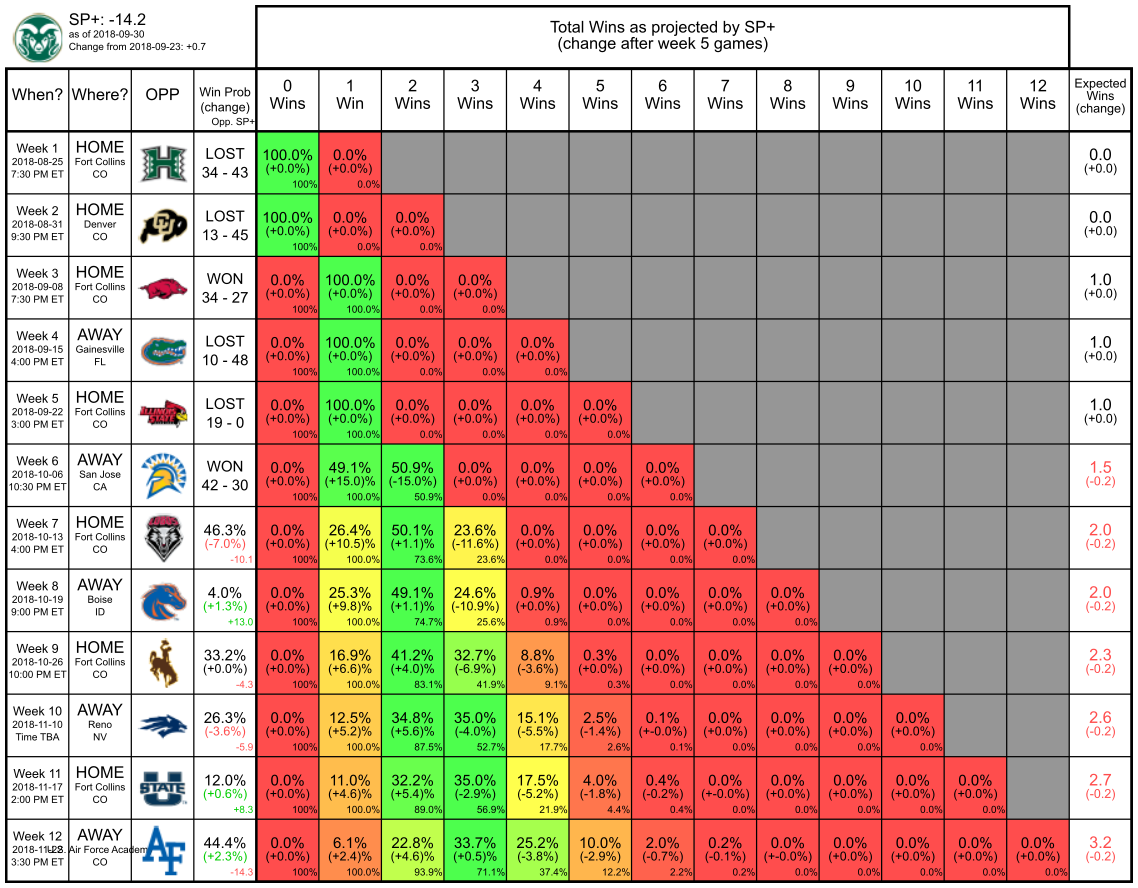 SP+: -14.2
as of 2018-09-30
Change from 2018-09-23: +0.7
Total Wins as projected by SP+
(change after week 5 games)
When? Where? OPP Win Prob (change) Opp. SP+ 0 Wins 1 Win 2 Wins 3 Wins 4 Wins 5 Wins 6 Wins 7 Wins 8 Wins 9 Wins 10 Wins 11 Wins 12 Wins Expected Wins (change)
Week 1 HOME LOST 100.0% 0.0% 0.0
2018-08-25 Fort Collins H 34 - 43 (+0.0%) (+0.0%) (+0.0)
7:30 PM ET CO 100% 0.0%
Week 2 HOME LOST 100.0% 0.0% 0.0% 0.0
2018-08-31 Denver CU 13 - 45 (+0.0%) (+0.0%) (+0.0%) (+0.0)
9:30 PM ET CO 100% 0.0% 0.0%
Week 3 HOME WON 0.0% 100.0% 0.0% 0.0% 1.0
2018-09-08 Fort Collins 34 - 27 (+0.0%) (+0.0%) (+0.0%) (+0.0%) (+0.0)
7:30 PM ET CO 100% 100.0% 0.0% 0.0%
Week 4 AWAY LOST 0.0% 100.0% 0.0% 0.0% 0.0% 1.0
2018-09-15 Gainesville 10 - 48 (+0.0%) (+0.0%) (+0.0%) (+0.0%) (+0.0%) (+0.0)
4:00 PM ET FL 100% 100.0% 0.0% 0.0% 0.0%
Week 5 HOME LOST 0.0% 100.0% 0.0% 0.0% 0.0% 0.0% 1.0
2018-09-22 Fort Collins ILLINOIS STATE 19 - 0 (+0.0%) (+0.0%) (+0.0%) (+0.0%) (+0.0%) (+0.0%) (+0.0)
3:00 PM ET CO 100% 100.0% 0.0% 0.0% 0.0% 0.0%
Week 6 AWAY WON 0.0% 49.1% 50.9% 0.0% 0.0% 0.0% 0.0% 1.5
2018-10-06 San Jose 42 - 30 (+0.0%) (+15.0%) (-15.0%) (+0.0%) (+0.0%) (+0.0%) (+0.0%) (-0.2)
10:30 PM ET CA 100% 100.0% 50.9% 0.0% 0.0% 0.0% 0.0%
Week 7 HOME 46.3% 0.0% 26.4% 50.1% 23.6% 0.0% 0.0% 0.0% 0.0% 2.0
2018-10-13 Fort Collins LOBOS (-7.0%) (+0.0%) (+10.5)% (+1.1)% (-11.6%) (+0.0%) (+0.0%) (+0.0%) (+0.0%) (-0.2)
4:00 PM ET CO -10.1 100% 100.0% 73.6% 23.6% 0.0% 0.0% 0.0% 0.0%
Week 8 AWAY 4.0% 0.0% 25.3% 49.1% 24.6% 0.9% 0.0% 0.0% 0.0% 0.0% 2.0
2018-10-19 Boise (+1.3%) (+0.0%) (+9.8)% (+1.1)% (-10.9%) (+0.0%) (+0.0%) (+0.0%) (+0.0%) (+0.0%) (-0.2)
9:00 PM ET ID +13.0 100% 100.0% 74.7% 25.6% 0.9% 0.0% 0.0% 0.0% 0.0%
Week 9 HOME 33.2% 0.0% 16.9% 41.2% 32.7% 8.8% 0.3% 0.0% 0.0% 0.0% 0.0% 2.3
2018-10-26 Fort Collins (+0.0%) (+0.0%) (+6.6)% (+4.0)% (-6.9%) (-3.6%) (+0.0%) (+0.0%) (+0.0%) (+0.0%) (+0.0%) (-0.2)
10:00 PM ET CO -4.3 100% 100.0% 83.1% 41.9% 9.1% 0.3% 0.0% 0.0% 0.0% 0.0%
Week 10 AWAY 26.3% 0.0% 12.5% 34.8% 35.0% 15.1% 2.5% 0.1% 0.0% 0.0% 0.0% 0.0% 2.6
2018-11-10 Reno (-3.6%) (+0.0%) (+5.2)% (+5.6)% (-4.0%) (-5.5%) (-1.4%) (+-0.0%) (+0.0%) (+0.0%) (+0.0%) (+0.0%) (-0.2)
Time TBA NV -5.9 100% 100.0% 87.5% 52.7% 17.7% 2.6% 0.1% 0.0% 0.0% 0.0% 0.0%
Week 11 HOME 12.0% 0.0% 11.0% 32.2% 35.0% 17.5% 4.0% 0.4% 0.0% 0.0% 0.0% 0.0% 0.0% 2.7
2018-11-17 Fort Collins U STATE (+0.6%) (+0.0%) (+4.6)% (+5.4)% (-2.9%) (-5.2%) (-1.8%) (-0.2%) (+-0.0%) (+0.0%) (+0.0%) (+0.0%) (+0.0%) (-0.2)
2:00 PM ET CO +8.3 100% 100.0% 89.0% 56.9% 21.9% 4.4% 0.4% 0.0% 0.0% 0.0% 0.0% 0.0%
Week 12 AWAY 44.4% 0.0% 6.1% 22.8% 33.7% 25.2% 10.0% 2.0% 0.2% 0.0% 0.0% 0.0% 0.0% 0.0% 3.2
Air Force Academy AF (+2.3%) (+0.0%) (+2.4)% (+4.6)% (+0.5)% (-3.8%) (-2.9%) (-0.7%) (-0.1%) (+-0.0%) (+0.0%) (+0.0%) (+0.0%) (+0.0%) (-0.2)
3:30 PM ET CO -14.3 100% 100.0% 93.9% 71.1% 37.4% 12.2% 2.2% 0.2% 0.0% 0.0% 0.0% 0.0% 0.0%